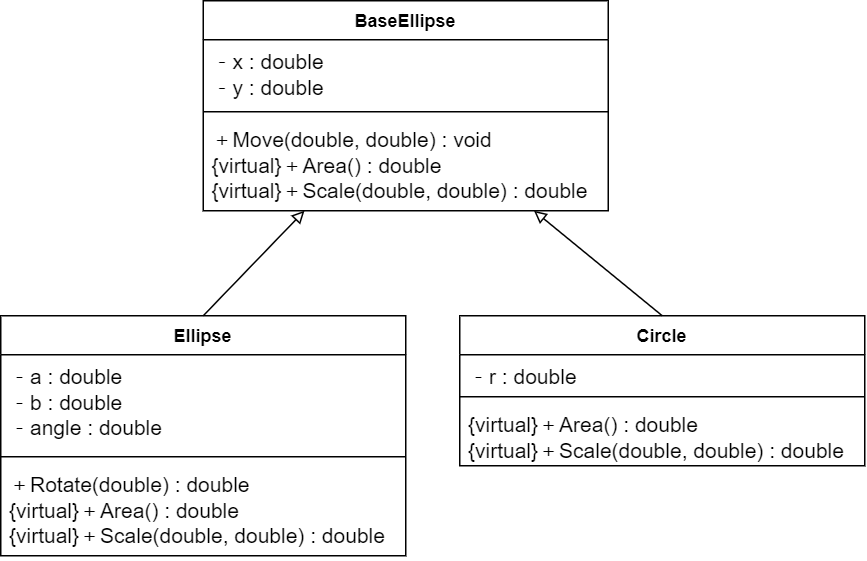 BaseEllipse
- x : double
- y : double
+ Move(double, double) : void
{virtual} + Area() : double
{virtual} + Scale(double, double) : double
Ellipse
- a : double
- b : double
- angle : double
+ Rotate(double) : double
{virtual} + Area() : double
{virtual} + Scale(double, double) : double
Circle
- r : double
{virtual} + Area() : double
{virtual} + Scale(double, double) : double